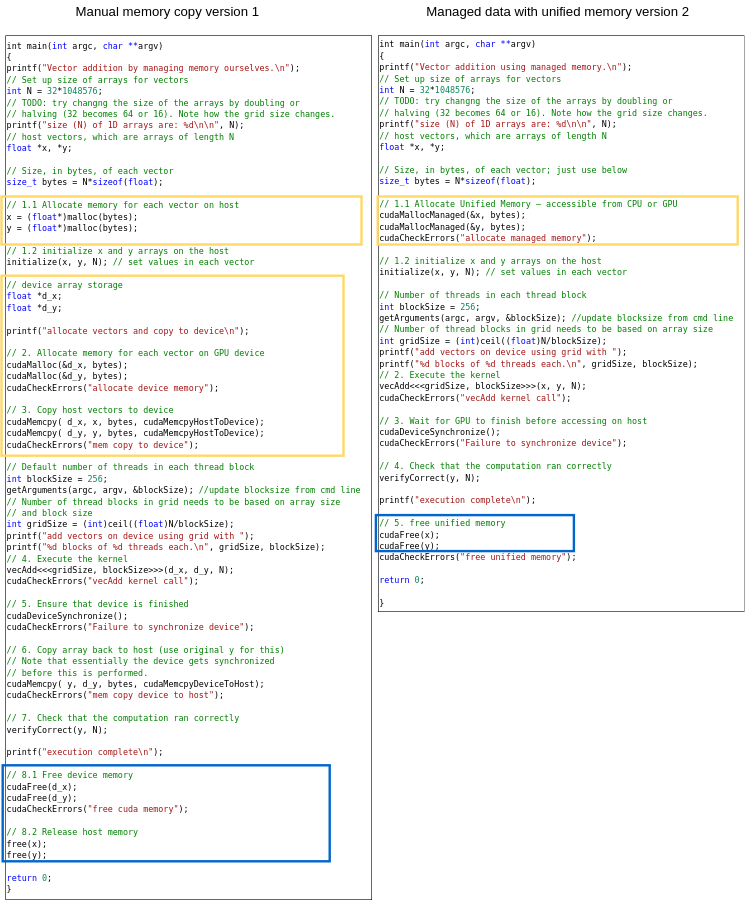 Manual memory copy version 1
int main(int argc, char **argv)
{
printf("Vector addition by managing memory ourselves.\n");
// Set up size of arrays for vectors
int N = 32*1048576;
// TODO: try changng the size of the arrays by doubling or
// halving (32 becomes 64 or 16). Note how the grid size changes.
printf("size (N) of 1D arrays are: %d\n\n", N);
// host vectors, which are arrays of length N
float *x, *y;
// Size, in bytes, of each vector
size_t bytes = N*sizeof(float);
// 1.1 Allocate memory for each vector on host
x = (float*)malloc(bytes);
y = (float*)malloc(bytes);
// 1.2 initialize x and y arrays on the host
initialize(x, y, N); // set values in each vector
// device array storage
float *d_x;
float *d_y;
printf("allocate vectors and copy to device\n");
// 2. Allocate memory for each vector on GPU device
cudaMalloc(&d_x, bytes);
cudaMalloc(&d_y, bytes);
cudaCheckErrors("allocate device memory");
// 3. Copy host vectors to device
cudaMemcpy( d_x, x, bytes, cudaMemcpyHostToDevice);
cudaMemcpy( d_y, y, bytes, cudaMemcpyHostToDevice);
cudaCheckErrors("mem copy to device");
// Default number of threads in each thread block
int blockSize = 256;
getArguments(argc, argv, &blockSize); //update blocksize from cmd line
// Number of thread blocks in grid needs to be based on array size
// and block size
int gridSize = (int)ceil((float)N/blockSize);
printf("add vectors on device using grid with ");
printf("%d blocks of %d threads each.\n", gridSize, blockSize);
// 4. Execute the kernel
vecAdd<<<gridSize, blockSize>>>(d_x, d_y, N);
cudaCheckErrors("vecAdd kernel call");
// 5. Ensure that device is finished
cudaDeviceSynchronize();
cudaCheckErrors("Failure to synchronize device");
// 6. Copy array back to host (use original y for this)
// Note that essentially the device gets synchronized
// before this is performed.
cudaMemcpy( y, d_y, bytes, cudaMemcpyDeviceToHost);
cudaCheckErrors("mem copy device to host");
// 7. Check that the computation ran correctly
verifyCorrect(y, N);
printf("execution complete\n");
// 8.1 Free device memory
cudaFree(d_x);
cudaFree(d_y);
cudaCheckErrors("free cuda memory");
// 8.2 Release host memory
free(x);
free(y);
return 0;
}
Managed data with unified memory version 2
int main(int argc, char **argv)
{
printf("Vector addition using managed memory.\n");
// Set up size of arrays for vectors
int N = 32*1048576;
// TODO: try changng the size of the arrays by doubling or
// halving (32 becomes 64 or 16). Note how the grid size changes.
printf("size (N) of 1D arrays are: %d\n\n", N);
// host vectors, which are arrays of length N
float *x, *y;
// Size, in bytes, of each vector; just use below
size_t bytes = N*sizeof(float);
// 1.1 Allocate Unified Memory – accessible from CPU or GPU
cudaMallocManaged(&x, bytes);
cudaMallocManaged(&y, bytes);
cudaCheckErrors("allocate managed memory");
// 1.2 initialize x and y arrays on the host
initialize(x, y, N); // set values in each vector
// Number of threads in each thread block
int blockSize = 256;
getArguments(argc, argv, &blockSize); //update blocksize from cmd line
// Number of thread blocks in grid needs to be based on array size
int gridSize = (int)ceil((float)N/blockSize);
printf("add vectors on device using grid with ");
printf("%d blocks of %d threads each.\n", gridSize, blockSize);
// 2. Execute the kernel
vecAdd<<<gridSize, blockSize>>>(x, y, N);
cudaCheckErrors("vecAdd kernel call");
// 3. Wait for GPU to finish before accessing on host
cudaDeviceSynchronize();
cudaCheckErrors("Failure to synchronize device");
// 4. Check that the computation ran correctly
verifyCorrect(y, N);
printf("execution complete\n");
// 5. free unified memory
cudaFree(x);
cudaFree(y);
cudaCheckErrors("free unified memory");
return 0;
}